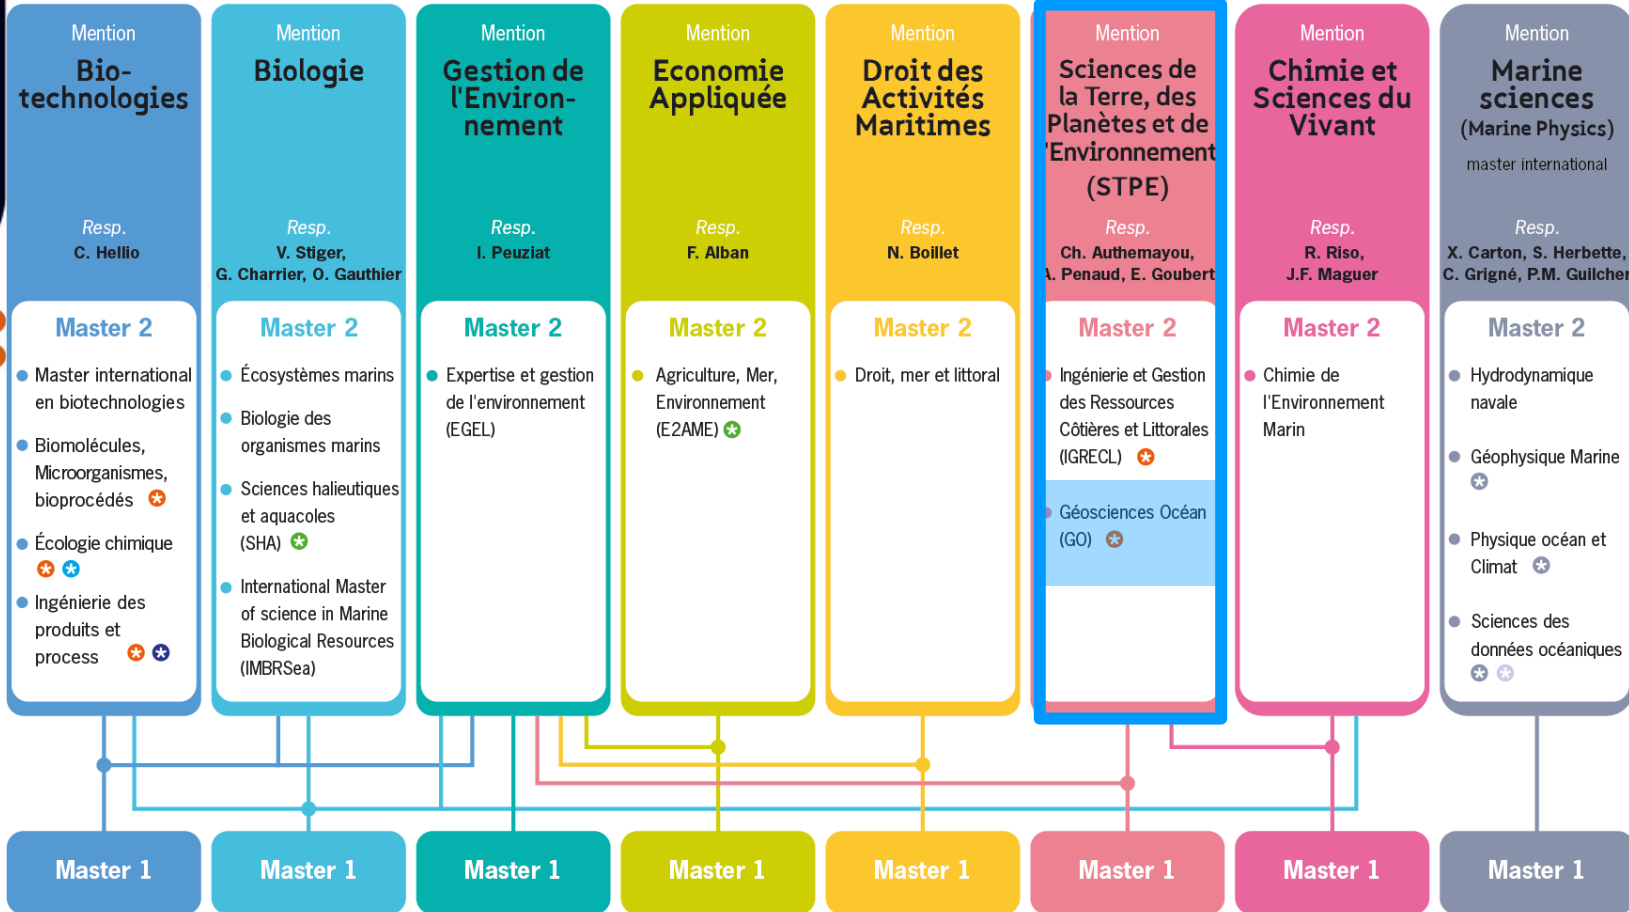 Mention
Bio-
technologies
Resp.
C. Hellio
Master 2
Master international
en biotechnologies
Biomolécules,
Microorganismes,
bioprocédés
Écologie chimique
Ingénierie des
produits et
process
Mention
Biologie
Resp.
V. Stiger,
G. Charrier, O. Gauthier
Master 2
Écosystèmes marins
Biologie des
organismes marins
Sciences halieutiques
et aquacoles
(SHA)
International Master
of science in Marine
Biological Resources
(IMBRSea)
Mention
Gestion de
l'Environ-
nement
Resp.
I. Peuziat
Master 2
Expertise et gestion
de l'environnement
(EGEL)
Mention
Economie
Appliquée
Resp.
F. Alban
Master 2
Agriculture, Mer,
Environnement
(E2AME)
Mention
Droit des
Activités
Maritimes
Resp.
N. Boillet
Master 2
Droit, mer et littoral
Mention
Sciences de
la Terre, des
Planètes et de
'Environnement
(STPE)
Resp.
Ch. Authemayou,
A. Penaud, E. Goubert
Master 2
Ingénierie et Gestion
des Ressources
Côtières et Littorales
(IGRECL)
Géosciences Océan
(GO)
Mention
Chimie et
Sciences du
Vivant
Resp.
R. Riso,
J.F. Maguer
Master 2
Chimie de
l'Environnement
Marin
Mention
Marine
sciences
(Marine Physics)
master international
Resp.
X. Carton, S. Herbette,
C. Grigné, P.M. Guilcher
Master 2
Hydrodynamique
navale
Géophysique Marine
Physique océan et
Climat
Sciences des
données océaniques
Master 1
Master 1
Master 1
Master 1
Master 1
Master 1
Master 1
Master 1